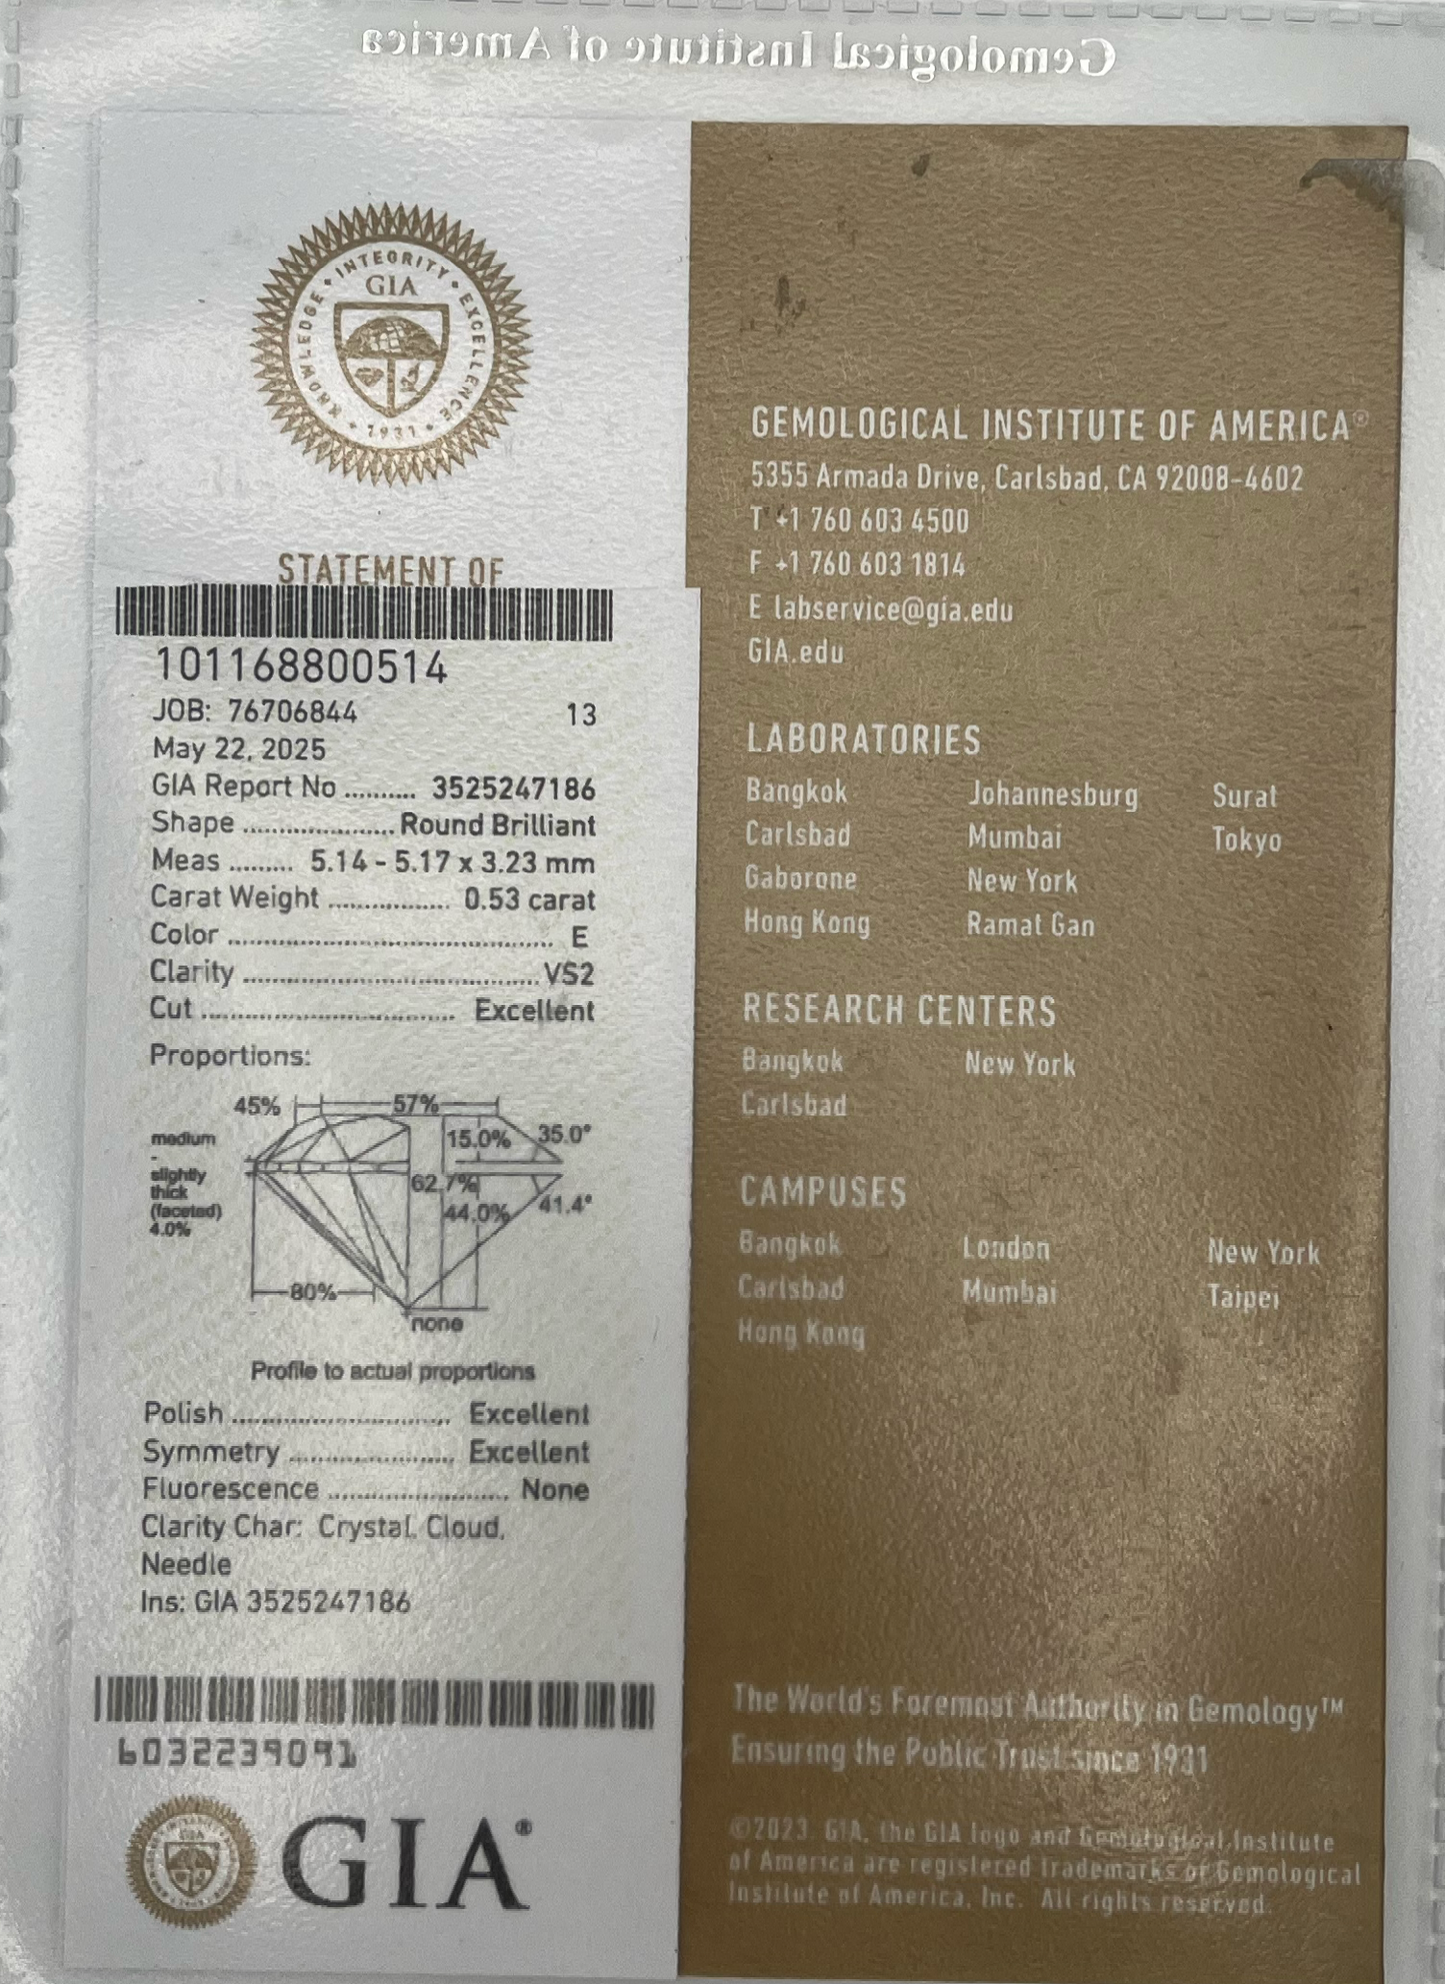 Gemological Institute of America
KNOWLEDGE • INTEGRITY • EXCELLENCE
GIA
• 1931 •
STATEMENT OF
101168800514
JOB: 76706844 13
May 22, 2025
GIA Report No .......... 3525247186
Shape ...................... Round Brilliant
Meas ......... 5.14 - 5.17 x 3.23 mm
Carat Weight .................. 0.53 carat
Color ................................................ E
Clarity ........................................... VS2
Cut ..................................... Excellent
Proportions:
45% 57%
medium
-
slightly
thick
(faceted)
4.0%
15.0% 35.0°
62.7%
44.0% 41.4°
80%
none
Profile to actual proportions
Polish ............................... Excellent
Symmetry ........................ Excellent
Fluorescence .......................... None
Clarity Char: Crystal, Cloud,
Needle
Ins: GIA 3525247186
6032239091
GIA®
GEMOLOGICAL INSTITUTE OF AMERICA®
5355 Armada Drive, Carlsbad, CA 92008-4602
T +1 760 603 4500
F +1 760 603 1814
E labservice@gia.edu
GIA.edu
LABORATORIES
Bangkok Johannesburg Surat
Carlsbad Mumbai Tokyo
Gaborone New York
Hong Kong Ramat Gan
RESEARCH CENTERS
Bangkok New York
Carlsbad
CAMPUSES
Bangkok London New York
Carlsbad Mumbai Taipei
Hong Kong
The World's Foremost Authority in Gemology™
Ensuring the Public Trust since 1931
©2023 GIA, the GIA logo and Gemological Institute
of America are registered trademarks of Gemological
Institute of America, Inc. All rights reserved.